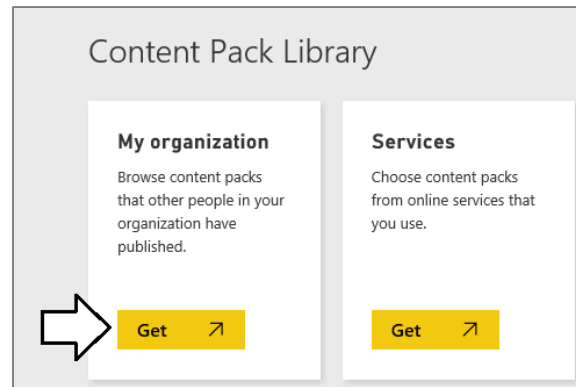 Content Pack Library
My organization
Browse content packs
that other people in your
organization have
published.
Get
Services
Choose content packs
from online services that
you use.
Get